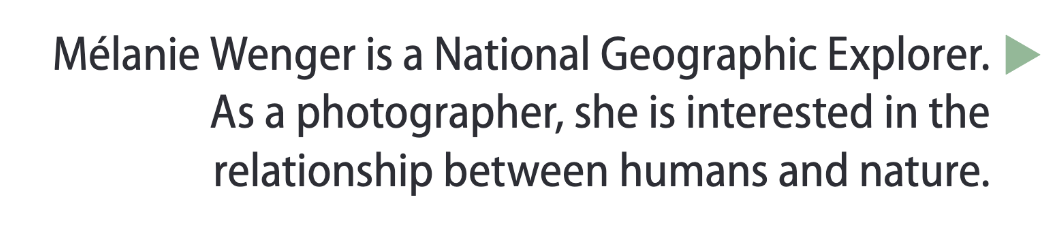 Mélanie Wenger is a National Geographic Explorer.
As a photographer, she is interested in the
relationship between humans and nature.